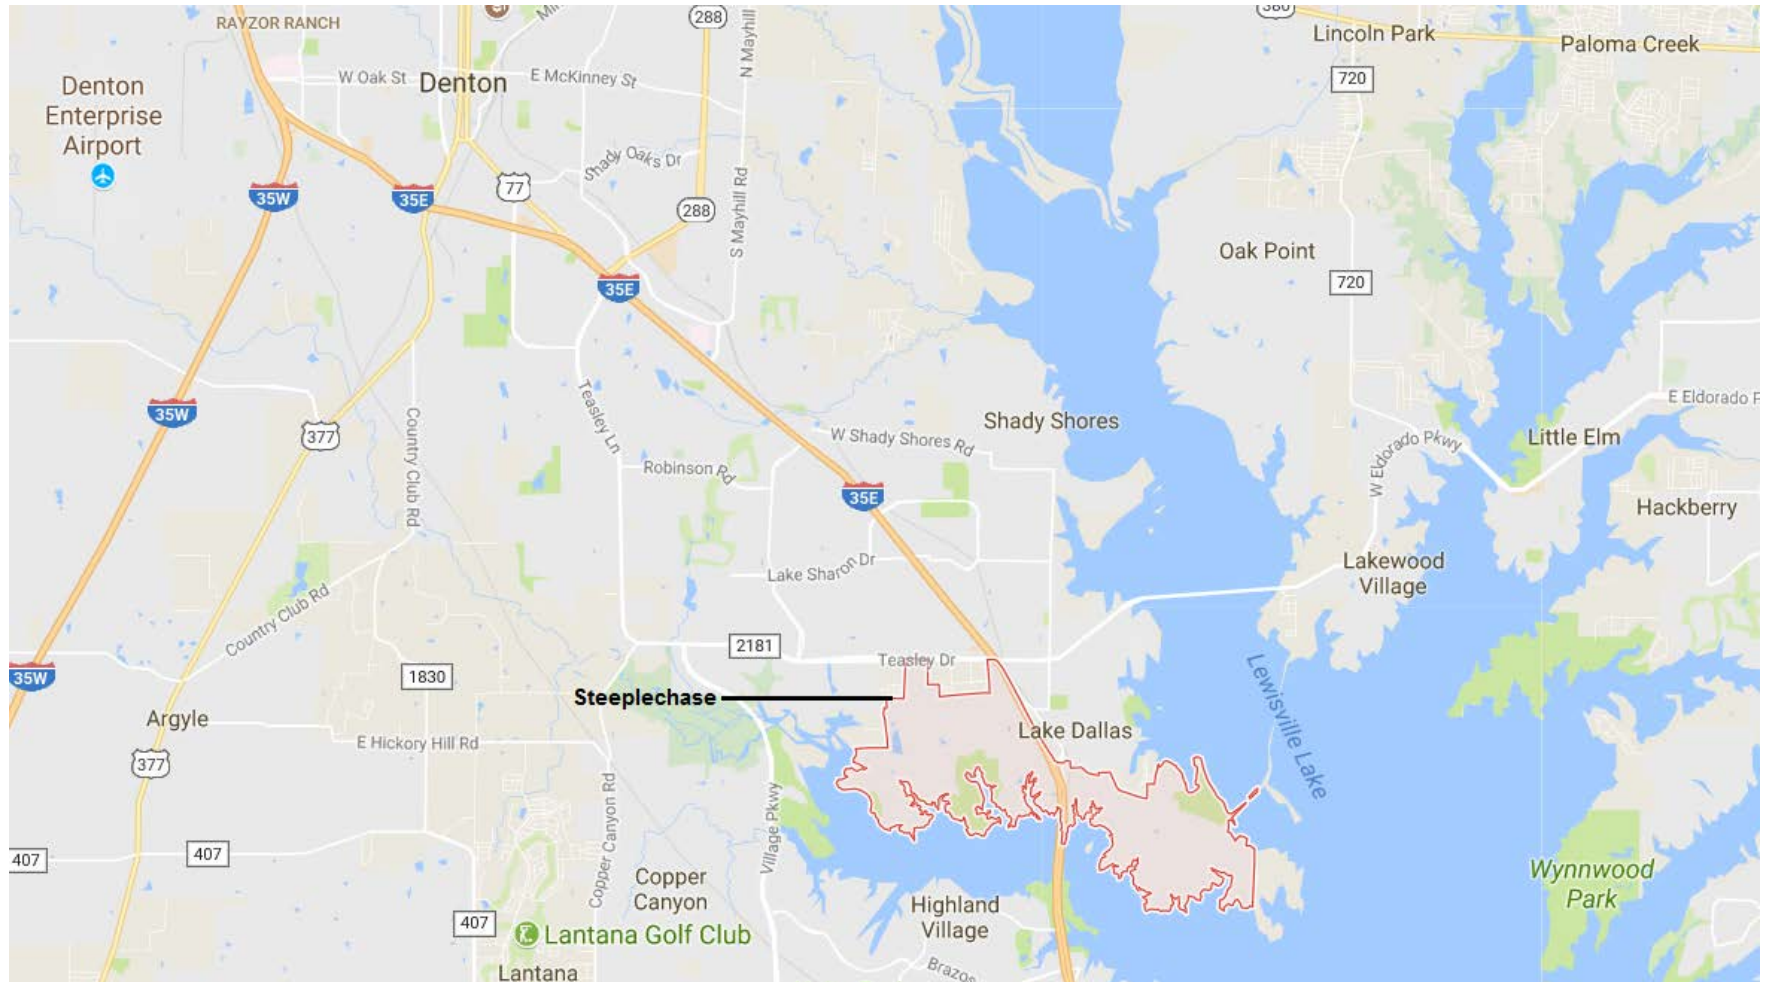 RAYZOR RANCH
288
380
Lincoln Park
Paloma Creek
Denton
Enterprise
Airport
W Oak St
Denton
E McKinney St
N Mayhill
720
35W
35E
77
Shady Oaks Dr
288
S Mayhill Rd
Oak Point
720
35E
35W
377
Country Club Rd
Teasley Ln
Robinson Rd
W Shady Shores Rd
Shady Shores
E Eldorado P
W Eldorado Pkwy
Little Elm
35E
Hackberry
Lake Sharon Dr
Lakewood
Village
Country Club Rd
2181
Teasley Dr
35W
1830
Steeplechase
Argyle
Lake Dallas
Lewisville Lake
E Hickory Hill Rd
377
Copper Canyon Rd
Village Pkwy
407
407
Copper
Canyon
Highland
Village
Wynnwood
Park
407
Lantana Golf Club
Lantana
Brazos